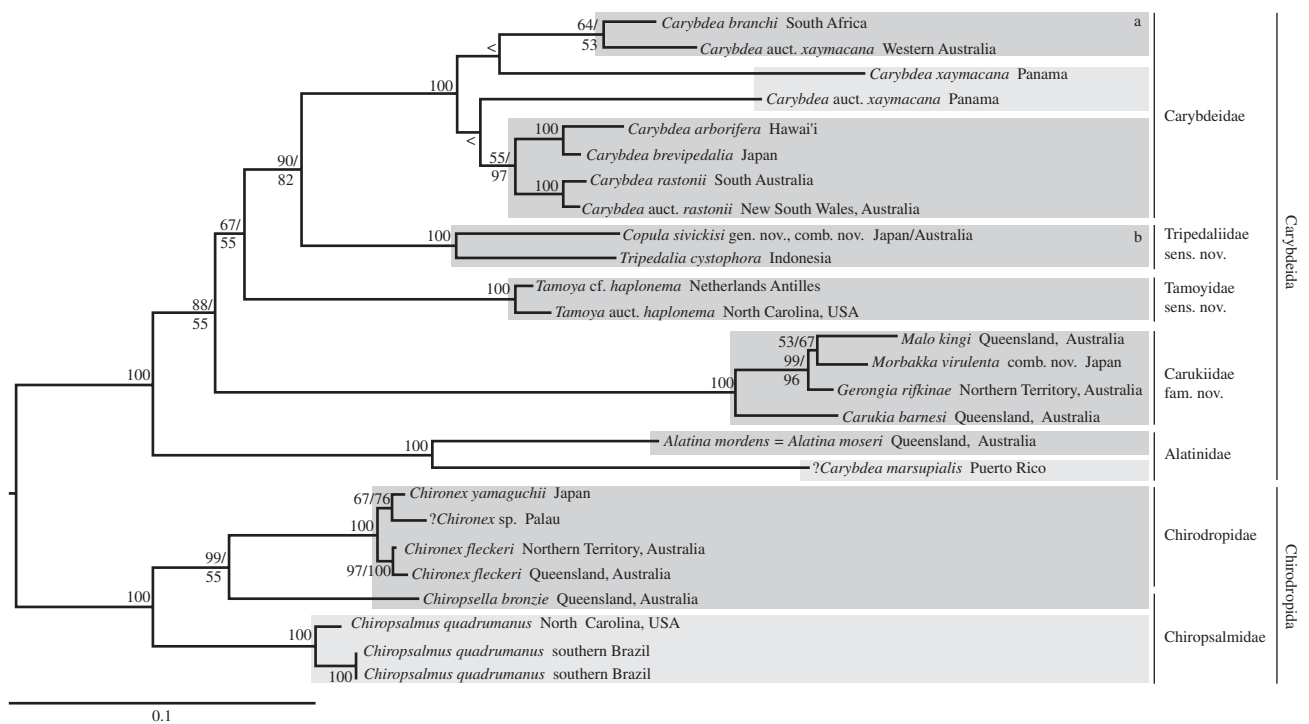 64/
53
Carybdea branchi South Africa
a
Carybdea auct. xaymacana Western Australia
<
Carybdea xaymacana Panama
100
Carybdea auct. xaymacana Panama
<
Carybdeidae
100
Carybdea arborifera Hawai'i
55/
97
Carybdea brevipedalia Japan
100
Carybdea rastonii South Australia
Carybdea auct. rastonii New South Wales, Australia
90/
82
67/
55
100
Copula sivickisi gen. nov., comb. nov. Japan/Australia
b
Tripedalia cystophora Indonesia
Tripedaliidae
sens. nov.
Carybdeida
100
Tamoya cf. haplonema Netherlands Antilles
Tamoya auct. haplonema North Carolina, USA
Tamoyidae
sens. nov.
88/
55
53/67
Malo kingi Queensland, Australia
99/
96
Morbakka virulenta comb. nov. Japan
100
Gerongia rifkinae Northern Territory, Australia
Carukia barnesi Queensland, Australia
Carukiidae
fam. nov.
100
100
Alatina mordens = Alatina moseri Queensland, Australia
?Carybdea marsupialis Puerto Rico
Alatinidae
67/76
Chironex yamaguchii Japan
?Chironex sp. Palau
100
Chironex fleckeri Northern Territory, Australia
97/100
Chironex fleckeri Queensland, Australia
Chirodropidae
99/
55
Chiropsella bronzie Queensland, Australia
100
Chirodropida
100
Chiropsalmus quadrumanus North Carolina, USA
Chiropsalmus quadrumanus southern Brazil
100
Chiropsalmus quadrumanus southern Brazil
Chiropsalmidae
0.1